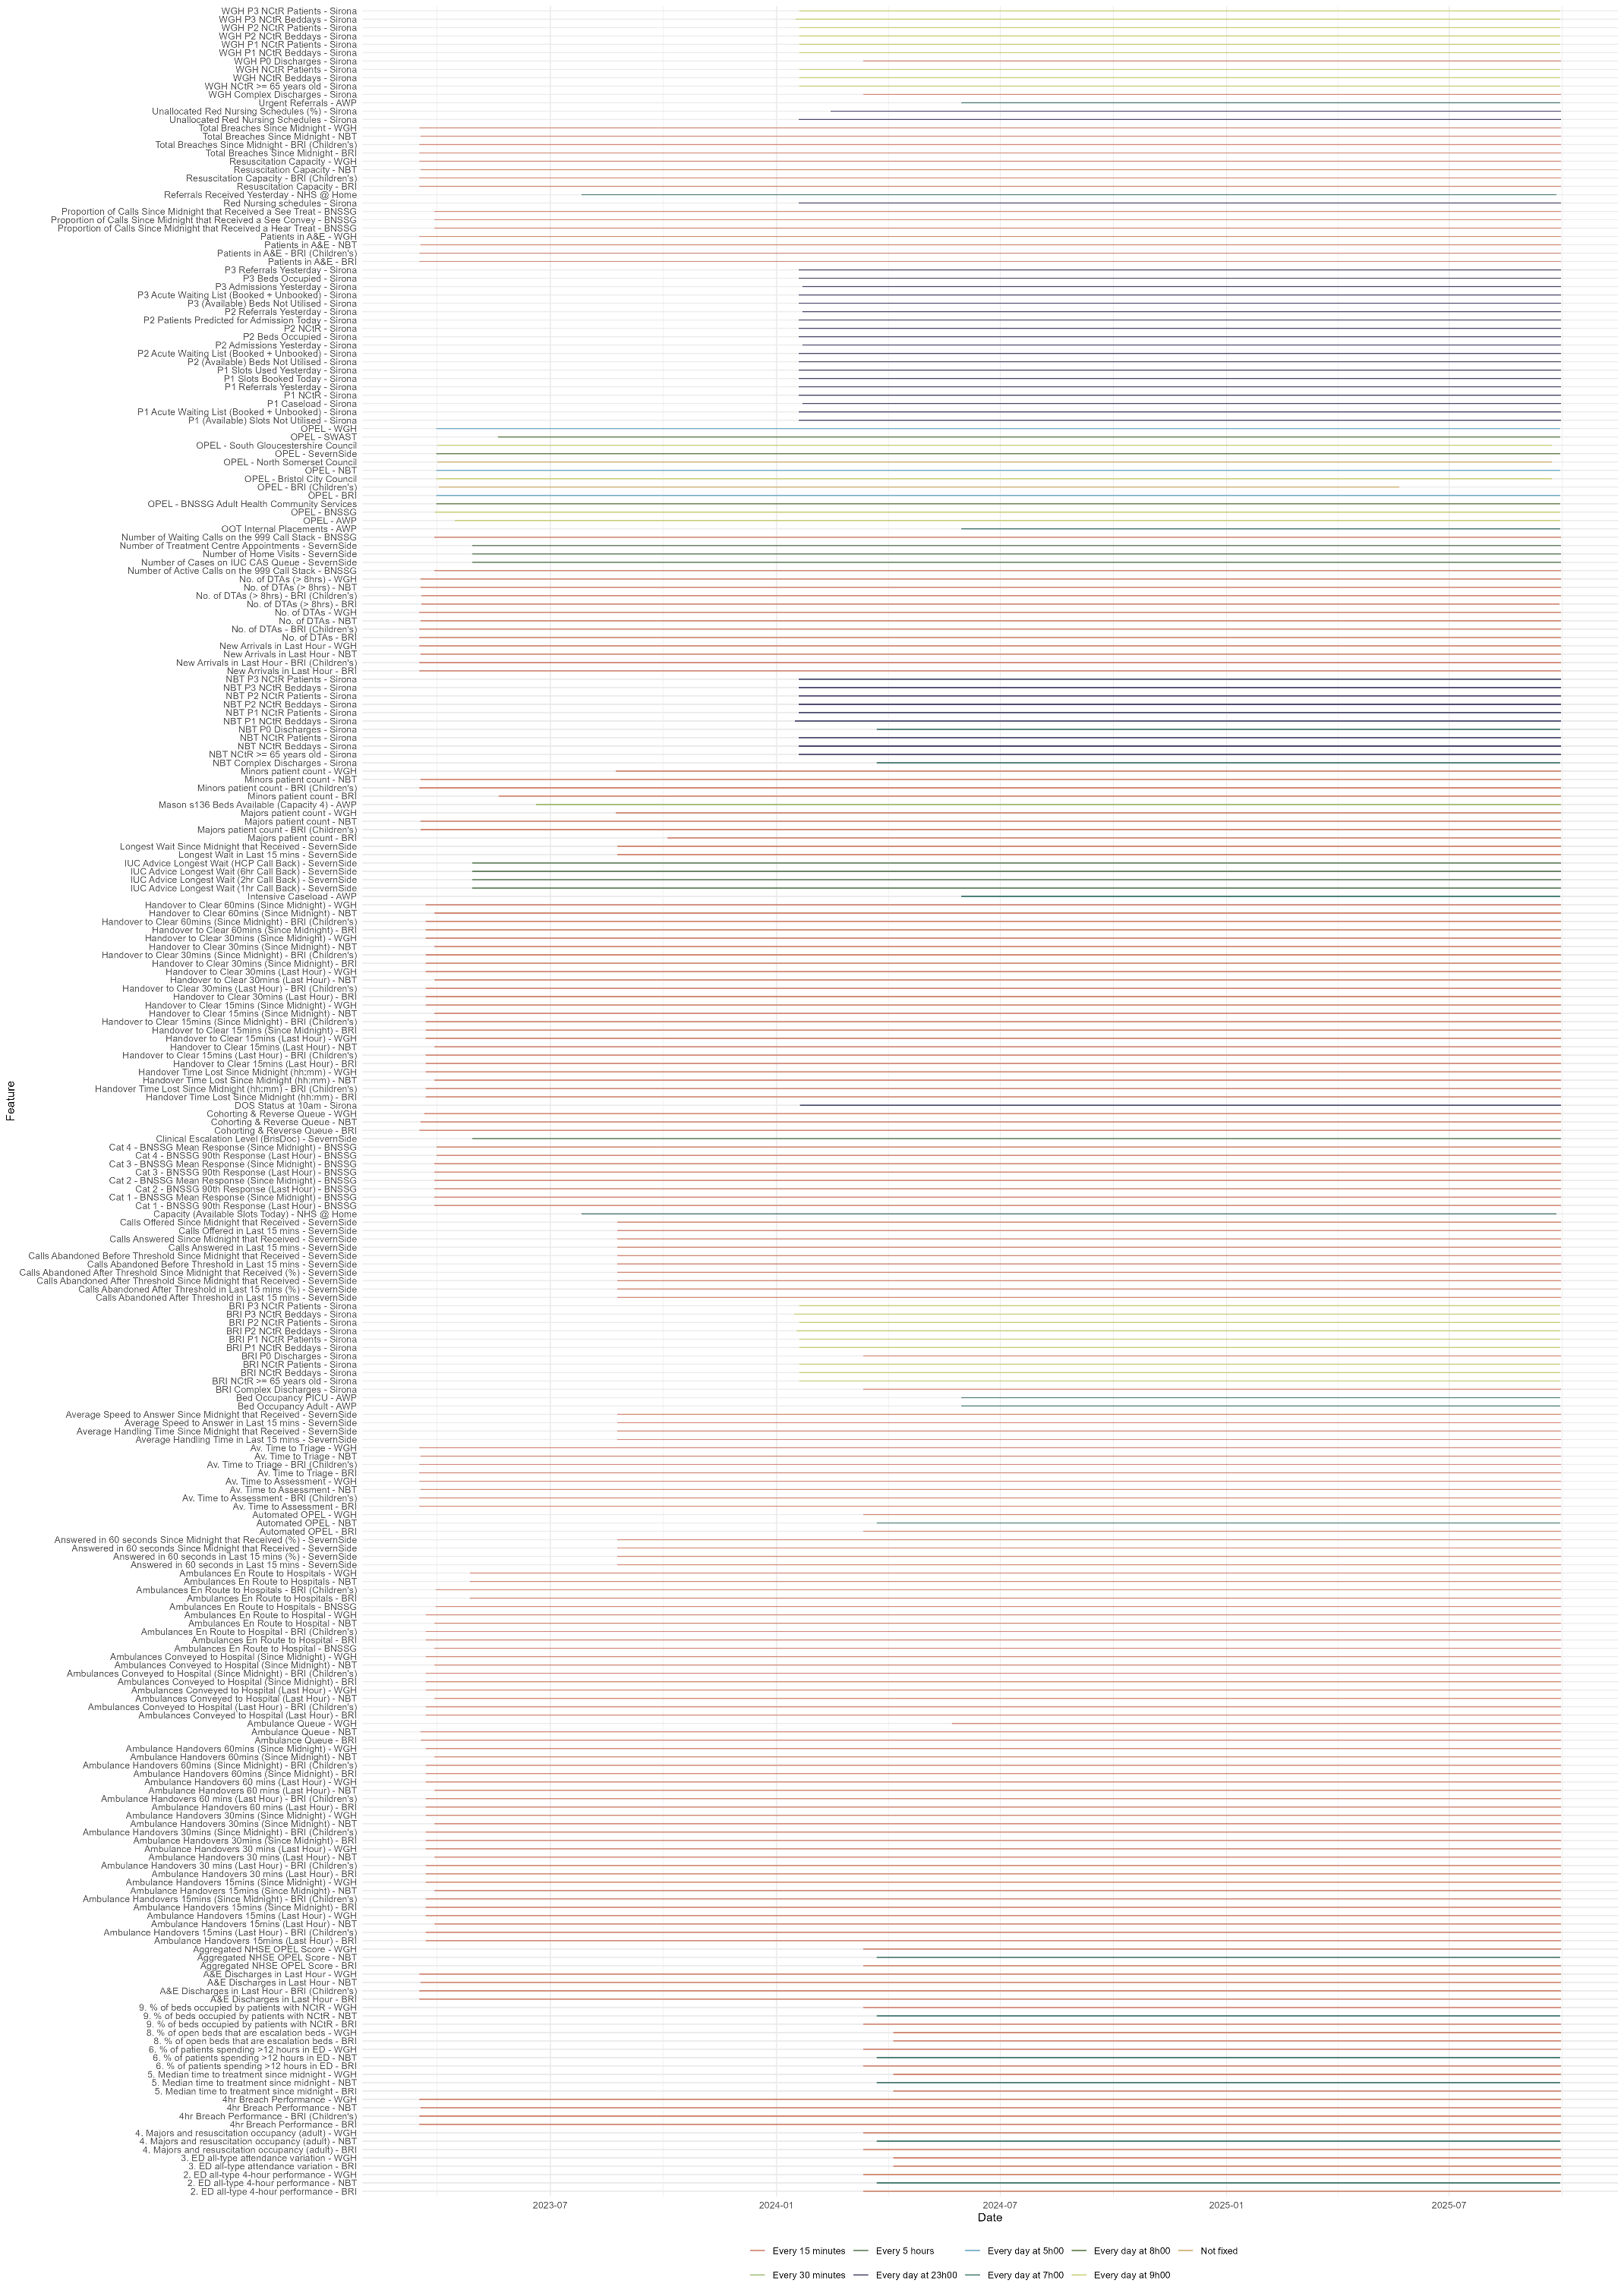 WGH P3 NCtR Patients - Sirona
WGH P3 NCtR Beddays - Sirona
WGH P2 NCtR Patients - Sirona
WGH P2 NCtR Beddays - Sirona
WGH P1 NCtR Patients - Sirona
WGH P1 NCtR Beddays - Sirona
WGH P0 Discharges - Sirona
WGH NCtR Patients - Sirona
WGH NCtR Beddays - Sirona
WGH NCtR >= 65 years old - Sirona
WGH Complex Discharges - Sirona
Urgent Referrals - AWP
Unallocated Red Nursing Schedules (%) - Sirona
Unallocated Red Nursing Schedules - Sirona
Total Breaches Since Midnight - WGH
Total Breaches Since Midnight - NBT
Total Breaches Since Midnight - BRI (Children's)
Total Breaches Since Midnight - BRI
Resuscitation Capacity - WGH
Resuscitation Capacity - NBT
Resuscitation Capacity - BRI (Children's)
Resuscitation Capacity - BRI
Referrals Received Yesterday - NHS @ Home
Red Nursing schedules - Sirona
Proportion of Calls Since Midnight that Received a See Treat - BNSSG
Proportion of Calls Since Midnight that Received a See Convey - BNSSG
Proportion of Calls Since Midnight that Received a Hear Treat - BNSSG
Patients in A&E - WGH
Patients in A&E - NBT
Patients in A&E - BRI (Children's)
Patients in A&E - BRI
P3 Referrals Yesterday - Sirona
P3 Beds Occupied - Sirona
P3 Admissions Yesterday - Sirona
P3 Acute Waiting List (Booked + Unbooked) - Sirona
P3 (Available) Beds Not Utilised - Sirona
P2 Referrals Yesterday - Sirona
P2 Patients Predicted for Admission Today - Sirona
P2 NCtR - Sirona
P2 Beds Occupied - Sirona
P2 Admissions Yesterday - Sirona
P2 Acute Waiting List (Booked + Unbooked) - Sirona
P2 (Available) Beds Not Utilised - Sirona
P1 Slots Used Yesterday - Sirona
P1 Slots Booked Today - Sirona
P1 Referrals Yesterday - Sirona
P1 NCtR - Sirona
P1 Caseload - Sirona
P1 Acute Waiting List (Booked + Unbooked) - Sirona
P1 (Available) Slots Not Utilised - Sirona
OPEL - WGH
OPEL - SWAST
OPEL - South Gloucestershire Council
OPEL - SevernSide
OPEL - North Somerset Council
OPEL - NBT
OPEL - Bristol City Council
OPEL - BRI (Children's)
OPEL - BRI
OPEL - BNSSG Adult Health Community Services
OPEL - BNSSG
OPEL - AWP
OOT Internal Placements - AWP
Number of Waiting Calls on the 999 Call Stack - BNSSG
Number of Treatment Centre Appointments - SevernSide
Number of Home Visits - SevernSide
Number of Cases on IUC CAS Queue - SevernSide
Number of Active Calls on the 999 Call Stack - BNSSG
No. of DTAs (> 8hrs) - WGH
No. of DTAs (> 8hrs) - NBT
No. of DTAs (> 8hrs) - BRI (Children's)
No. of DTAs (> 8hrs) - BRI
No. of DTAs - WGH
No. of DTAs - NBT
No. of DTAs - BRI (Children's)
No. of DTAs - BRI
New Arrivals in Last Hour - WGH
New Arrivals in Last Hour - NBT
New Arrivals in Last Hour - BRI (Children's)
New Arrivals in Last Hour - BRI
NBT P3 NCtR Patients - Sirona
NBT P3 NCtR Beddays - Sirona
NBT P2 NCtR Patients - Sirona
NBT P2 NCtR Beddays - Sirona
NBT P1 NCtR Patients - Sirona
NBT P1 NCtR Beddays - Sirona
NBT P0 Discharges - Sirona
NBT NCtR Patients - Sirona
NBT NCtR Beddays - Sirona
NBT NCtR >= 65 years old - Sirona
NBT Complex Discharges - Sirona
Minors patient count - WGH
Minors patient count - NBT
Minors patient count - BRI (Children's)
Minors patient count - BRI
Mason s136 Beds Available (Capacity 4) - AWP
Majors patient count - WGH
Majors patient count - NBT
Majors patient count - BRI (Children's)
Majors patient count - BRI
Longest Wait Since Midnight that Received - SevernSide
Longest Wait in Last 15 mins - SevernSide
IUC Advice Longest Wait (HCP Call Back) - SevernSide
IUC Advice Longest Wait (6hr Call Back) - SevernSide
IUC Advice Longest Wait (2hr Call Back) - SevernSide
IUC Advice Longest Wait (1hr Call Back) - SevernSide
Intensive Caseload - AWP
Handover to Clear 60mins (Since Midnight) - WGH
Handover to Clear 60mins (Since Midnight) - NBT
Handover to Clear 60mins (Since Midnight) - BRI (Children's)
Handover to Clear 60mins (Since Midnight) - BRI
Handover to Clear 30mins (Since Midnight) - WGH
Handover to Clear 30mins (Since Midnight) - NBT
Handover to Clear 30mins (Since Midnight) - BRI (Children's)
Handover to Clear 30mins (Since Midnight) - BRI
Handover to Clear 30mins (Last Hour) - WGH
Handover to Clear 30mins (Last Hour) - NBT
Handover to Clear 30mins (Last Hour) - BRI (Children's)
Handover to Clear 30mins (Last Hour) - BRI
Handover to Clear 15mins (Since Midnight) - WGH
Handover to Clear 15mins (Since Midnight) - NBT
Handover to Clear 15mins (Since Midnight) - BRI (Children's)
Handover to Clear 15mins (Since Midnight) - BRI
Handover to Clear 15mins (Last Hour) - WGH
Handover to Clear 15mins (Last Hour) - NBT
Handover to Clear 15mins (Last Hour) - BRI (Children's)
Handover to Clear 15mins (Last Hour) - BRI
Handover Time Lost Since Midnight (hh:mm) - WGH
Handover Time Lost Since Midnight (hh:mm) - NBT
Handover Time Lost Since Midnight (hh:mm) - BRI (Children's)
Handover Time Lost Since Midnight (hh:mm) - BRI
DOS Status at 10am - Sirona
Cohorting & Reverse Queue - WGH
Cohorting & Reverse Queue - NBT
Cohorting & Reverse Queue - BRI
Clinical Escalation Level (BrisDoc) - SevernSide
Cat 4 - BNSSG Mean Response (Since Midnight) - BNSSG
Cat 4 - BNSSG 90th Response (Last Hour) - BNSSG
Cat 3 - BNSSG Mean Response (Since Midnight) - BNSSG
Cat 3 - BNSSG 90th Response (Last Hour) - BNSSG
Cat 2 - BNSSG Mean Response (Since Midnight) - BNSSG
Cat 2 - BNSSG 90th Response (Last Hour) - BNSSG
Cat 1 - BNSSG Mean Response (Since Midnight) - BNSSG
Cat 1 - BNSSG 90th Response (Last Hour) - BNSSG
Capacity (Available Slots Today) - NHS @ Home
Calls Offered Since Midnight that Received - SevernSide
Calls Offered in Last 15 mins - SevernSide
Calls Answered Since Midnight that Received - SevernSide
Calls Answered in Last 15 mins - SevernSide
Calls Abandoned Before Threshold Since Midnight that Received - SevernSide
Calls Abandoned Before Threshold in Last 15 mins - SevernSide
Calls Abandoned After Threshold Since Midnight that Received (%) - SevernSide
Calls Abandoned After Threshold Since Midnight that Received - SevernSide
Calls Abandoned After Threshold in Last 15 mins (%) - SevernSide
Calls Abandoned After Threshold in Last 15 mins - SevernSide
BRI P3 NCtR Patients - Sirona
BRI P3 NCtR Beddays - Sirona
BRI P2 NCtR Patients - Sirona
BRI P2 NCtR Beddays - Sirona
BRI P1 NCtR Patients - Sirona
BRI P1 NCtR Beddays - Sirona
BRI P0 Discharges - Sirona
BRI NCtR Patients - Sirona
BRI NCtR Beddays - Sirona
BRI NCtR >= 65 years old - Sirona
BRI Complex Discharges - Sirona
Bed Occupancy PICU - AWP
Bed Occupancy Adult - AWP
Average Speed to Answer Since Midnight that Received - SevernSide
Average Speed to Answer in Last 15 mins - SevernSide
Average Handling Time Since Midnight that Received - SevernSide
Average Handling Time in Last 15 mins - SevernSide
Av. Time to Triage - WGH
Av. Time to Triage - NBT
Av. Time to Triage - BRI (Children's)
Av. Time to Triage - BRI
Av. Time to Assessment - WGH
Av. Time to Assessment - NBT
Av. Time to Assessment - BRI (Children's)
Av. Time to Assessment - BRI
Automated OPEL - WGH
Automated OPEL - NBT
Automated OPEL - BRI
Answered in 60 seconds Since Midnight that Received (%) - SevernSide
Answered in 60 seconds Since Midnight that Received - SevernSide
Answered in 60 seconds in Last 15 mins (%) - SevernSide
Answered in 60 seconds in Last 15 mins - SevernSide
Ambulances En Route to Hospitals - WGH
Ambulances En Route to Hospitals - NBT
Ambulances En Route to Hospitals - BRI (Children's)
Ambulances En Route to Hospitals - BRI
Ambulances En Route to Hospitals - BNSSG
Ambulances En Route to Hospital - WGH
Ambulances En Route to Hospital - NBT
Ambulances En Route to Hospital - BRI (Children's)
Ambulances En Route to Hospital - BRI
Ambulances En Route to Hospital - BNSSG
Ambulances Conveyed to Hospital (Since Midnight) - WGH
Ambulances Conveyed to Hospital (Since Midnight) - NBT
Ambulances Conveyed to Hospital (Since Midnight) - BRI (Children's)
Ambulances Conveyed to Hospital (Since Midnight) - BRI
Ambulances Conveyed to Hospital (Last Hour) - WGH
Ambulances Conveyed to Hospital (Last Hour) - NBT
Ambulances Conveyed to Hospital (Last Hour) - BRI (Children's)
Ambulances Conveyed to Hospital (Last Hour) - BRI
Ambulance Queue - WGH
Ambulance Queue - NBT
Ambulance Queue - BRI
Ambulance Handovers 60mins (Since Midnight) - WGH
Ambulance Handovers 60mins (Since Midnight) - NBT
Ambulance Handovers 60mins (Since Midnight) - BRI (Children's)
Ambulance Handovers 60mins (Since Midnight) - BRI
Ambulance Handovers 60 mins (Last Hour) - WGH
Ambulance Handovers 60 mins (Last Hour) - NBT
Ambulance Handovers 60 mins (Last Hour) - BRI (Children's)
Ambulance Handovers 60 mins (Last Hour) - BRI
Ambulance Handovers 30mins (Since Midnight) - WGH
Ambulance Handovers 30mins (Since Midnight) - NBT
Ambulance Handovers 30mins (Since Midnight) - BRI (Children's)
Ambulance Handovers 30mins (Since Midnight) - BRI
Ambulance Handovers 30 mins (Last Hour) - WGH
Ambulance Handovers 30 mins (Last Hour) - NBT
Ambulance Handovers 30 mins (Last Hour) - BRI (Children's)
Ambulance Handovers 30 mins (Last Hour) - BRI
Ambulance Handovers 15mins (Since Midnight) - WGH
Ambulance Handovers 15mins (Since Midnight) - NBT
Ambulance Handovers 15mins (Since Midnight) - BRI (Children's)
Ambulance Handovers 15mins (Since Midnight) - BRI
Ambulance Handovers 15mins (Last Hour) - WGH
Ambulance Handovers 15mins (Last Hour) - NBT
Ambulance Handovers 15mins (Last Hour) - BRI (Children's)
Ambulance Handovers 15mins (Last Hour) - BRI
Aggregated NHSE OPEL Score - WGH
Aggregated NHSE OPEL Score - NBT
Aggregated NHSE OPEL Score - BRI
A&E Discharges in Last Hour - WGH
A&E Discharges in Last Hour - NBT
A&E Discharges in Last Hour - BRI (Children's)
A&E Discharges in Last Hour - BRI
9. % of beds occupied by patients with NCtR - WGH
9. % of beds occupied by patients with NCtR - NBT
9. % of beds occupied by patients with NCtR - BRI
8. % of open beds that are escalation beds - WGH
8. % of open beds that are escalation beds - BRI
6. % of patients spending >12 hours in ED - WGH
6. % of patients spending >12 hours in ED - NBT
6. % of patients spending >12 hours in ED - BRI
5. Median time to treatment since midnight - WGH
5. Median time to treatment since midnight - NBT
5. Median time to treatment since midnight - BRI
4hr Breach Performance - WGH
4hr Breach Performance - NBT
4hr Breach Performance - BRI (Children's)
4hr Breach Performance - BRI
4. Majors and resuscitation occupancy (adult) - WGH
4. Majors and resuscitation occupancy (adult) - NBT
4. Majors and resuscitation occupancy (adult) - BRI
3. ED all-type attendance variation - WGH
3. ED all-type attendance variation - BRI
2. ED all-type 4-hour performance - WGH
2. ED all-type 4-hour performance - NBT
2. ED all-type 4-hour performance - BRI
Feature
2023-07 2024-01 2024-07 2025-01 2025-07
Date
Every 15 minutes Every 5 hours Every day at 5h00 Every day at 8h00 Not fixed
Every 30 minutes Every day at 23h00 Every day at 7h00 Every day at 9h00